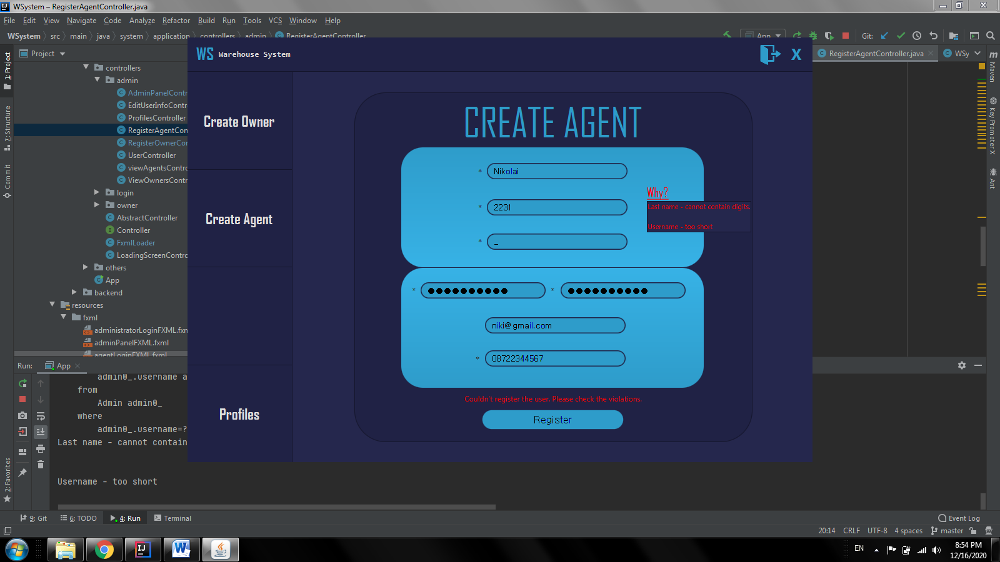 WSystem – RegisterAgentController.java
File Edit View Navigate Code Analyze Refactor Build Run Tools VCS Window Help
WSystem src main java system application controllers admin RegisterAgentController
App
Git:
Project
RegisterAgentController.java
WSy
1: Project
7: Structure
Commit
2: Favorites
Maven
Key Promoter X
Ant
controllers
admin
AdminPanelContr
EditUserInfoContr
ProfilesController
RegisterAgentCon
RegisterOwnerCor
UserController
viewAgentsContro
ViewOwnersContr
login
owner
AbstractController
Controller
FxmlLoader
LoadingScreenContro
others
App
backend
resources
fxml
administratorLoginFXML.fxn
adminPanelFXML.fxml
agentLoginFXML.fxml
WS Warehouse System
X
Create Owner
Create Agent
Profiles
CREATE AGENT
* Nikolai
* 2231
* _
Why?
Last name - cannot contain digits.
Username - too short
* ●●●●●●●●●● * ●●●●●●●●●●
niki@gmail.com
* 08722344567
Couldn't register the user. Please check the violations.
Register
Run: App
admin0_.username a
from
Admin admin0_
where
admin0_.username=?
Last name - cannot contain
Username - too short
9: Git 6: TODO 4: Run Terminal
Event Log
20:14 CRLF UTF-8 4 spaces master
EN
8:54 PM
12/16/2020